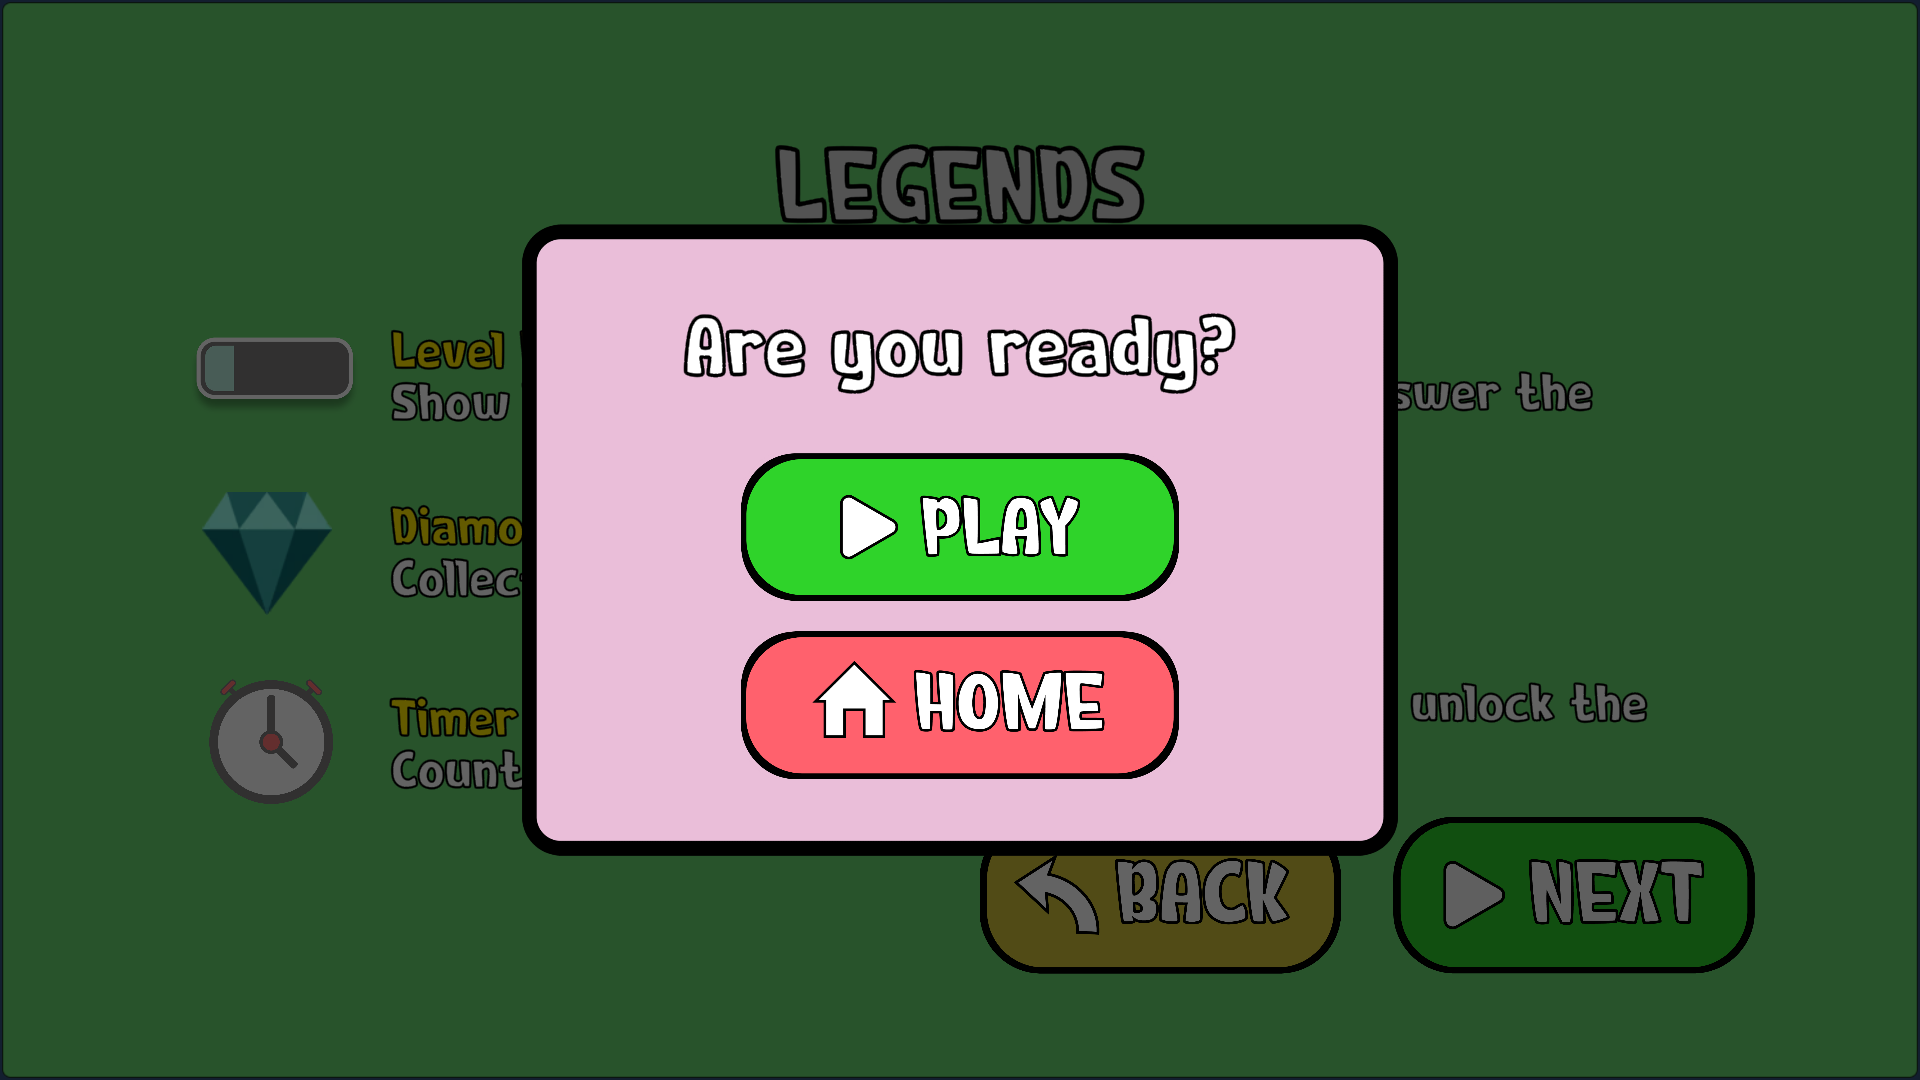 LEGENDS
Are you ready?
Level
Show
swer the
PLAY
Diamo
Collec
HOME
Timer
Count
unlock the
BACK
NEXT